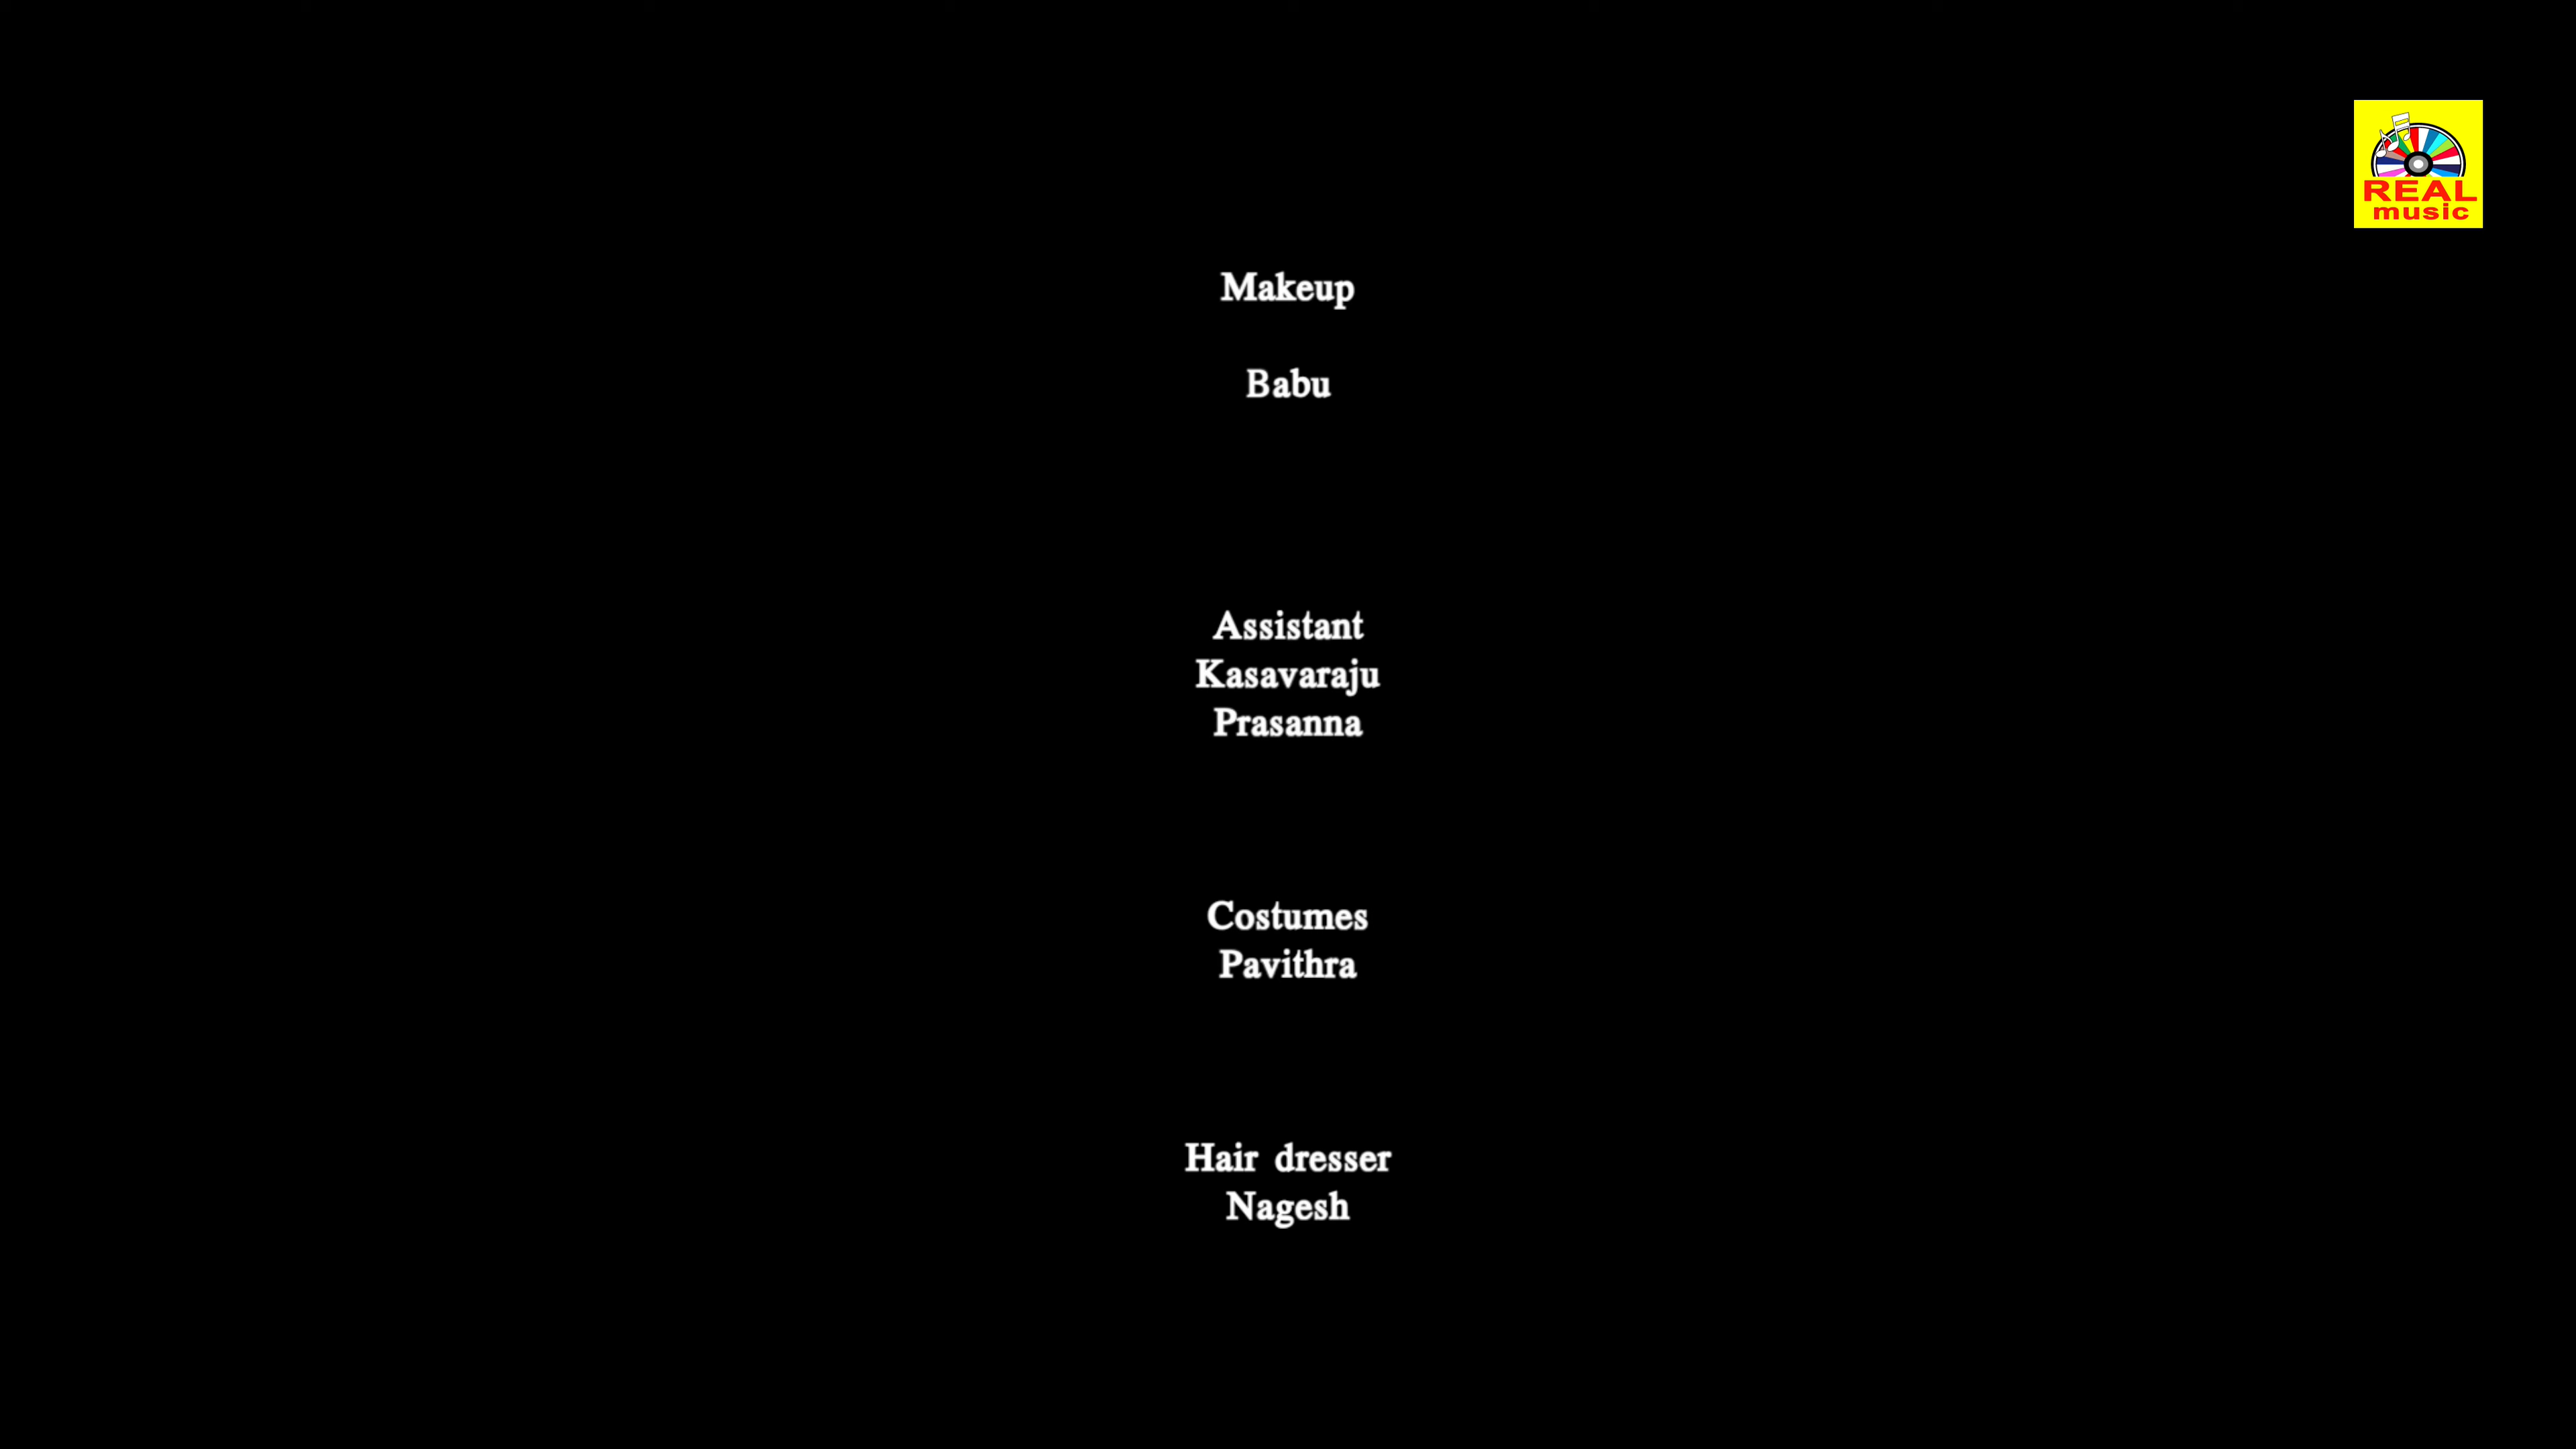 REAL
music
Makeup
Babu
Assistant
Kasavaraju
Prasanna
Costumes
Pavithra
Hair dresser
Nagesh